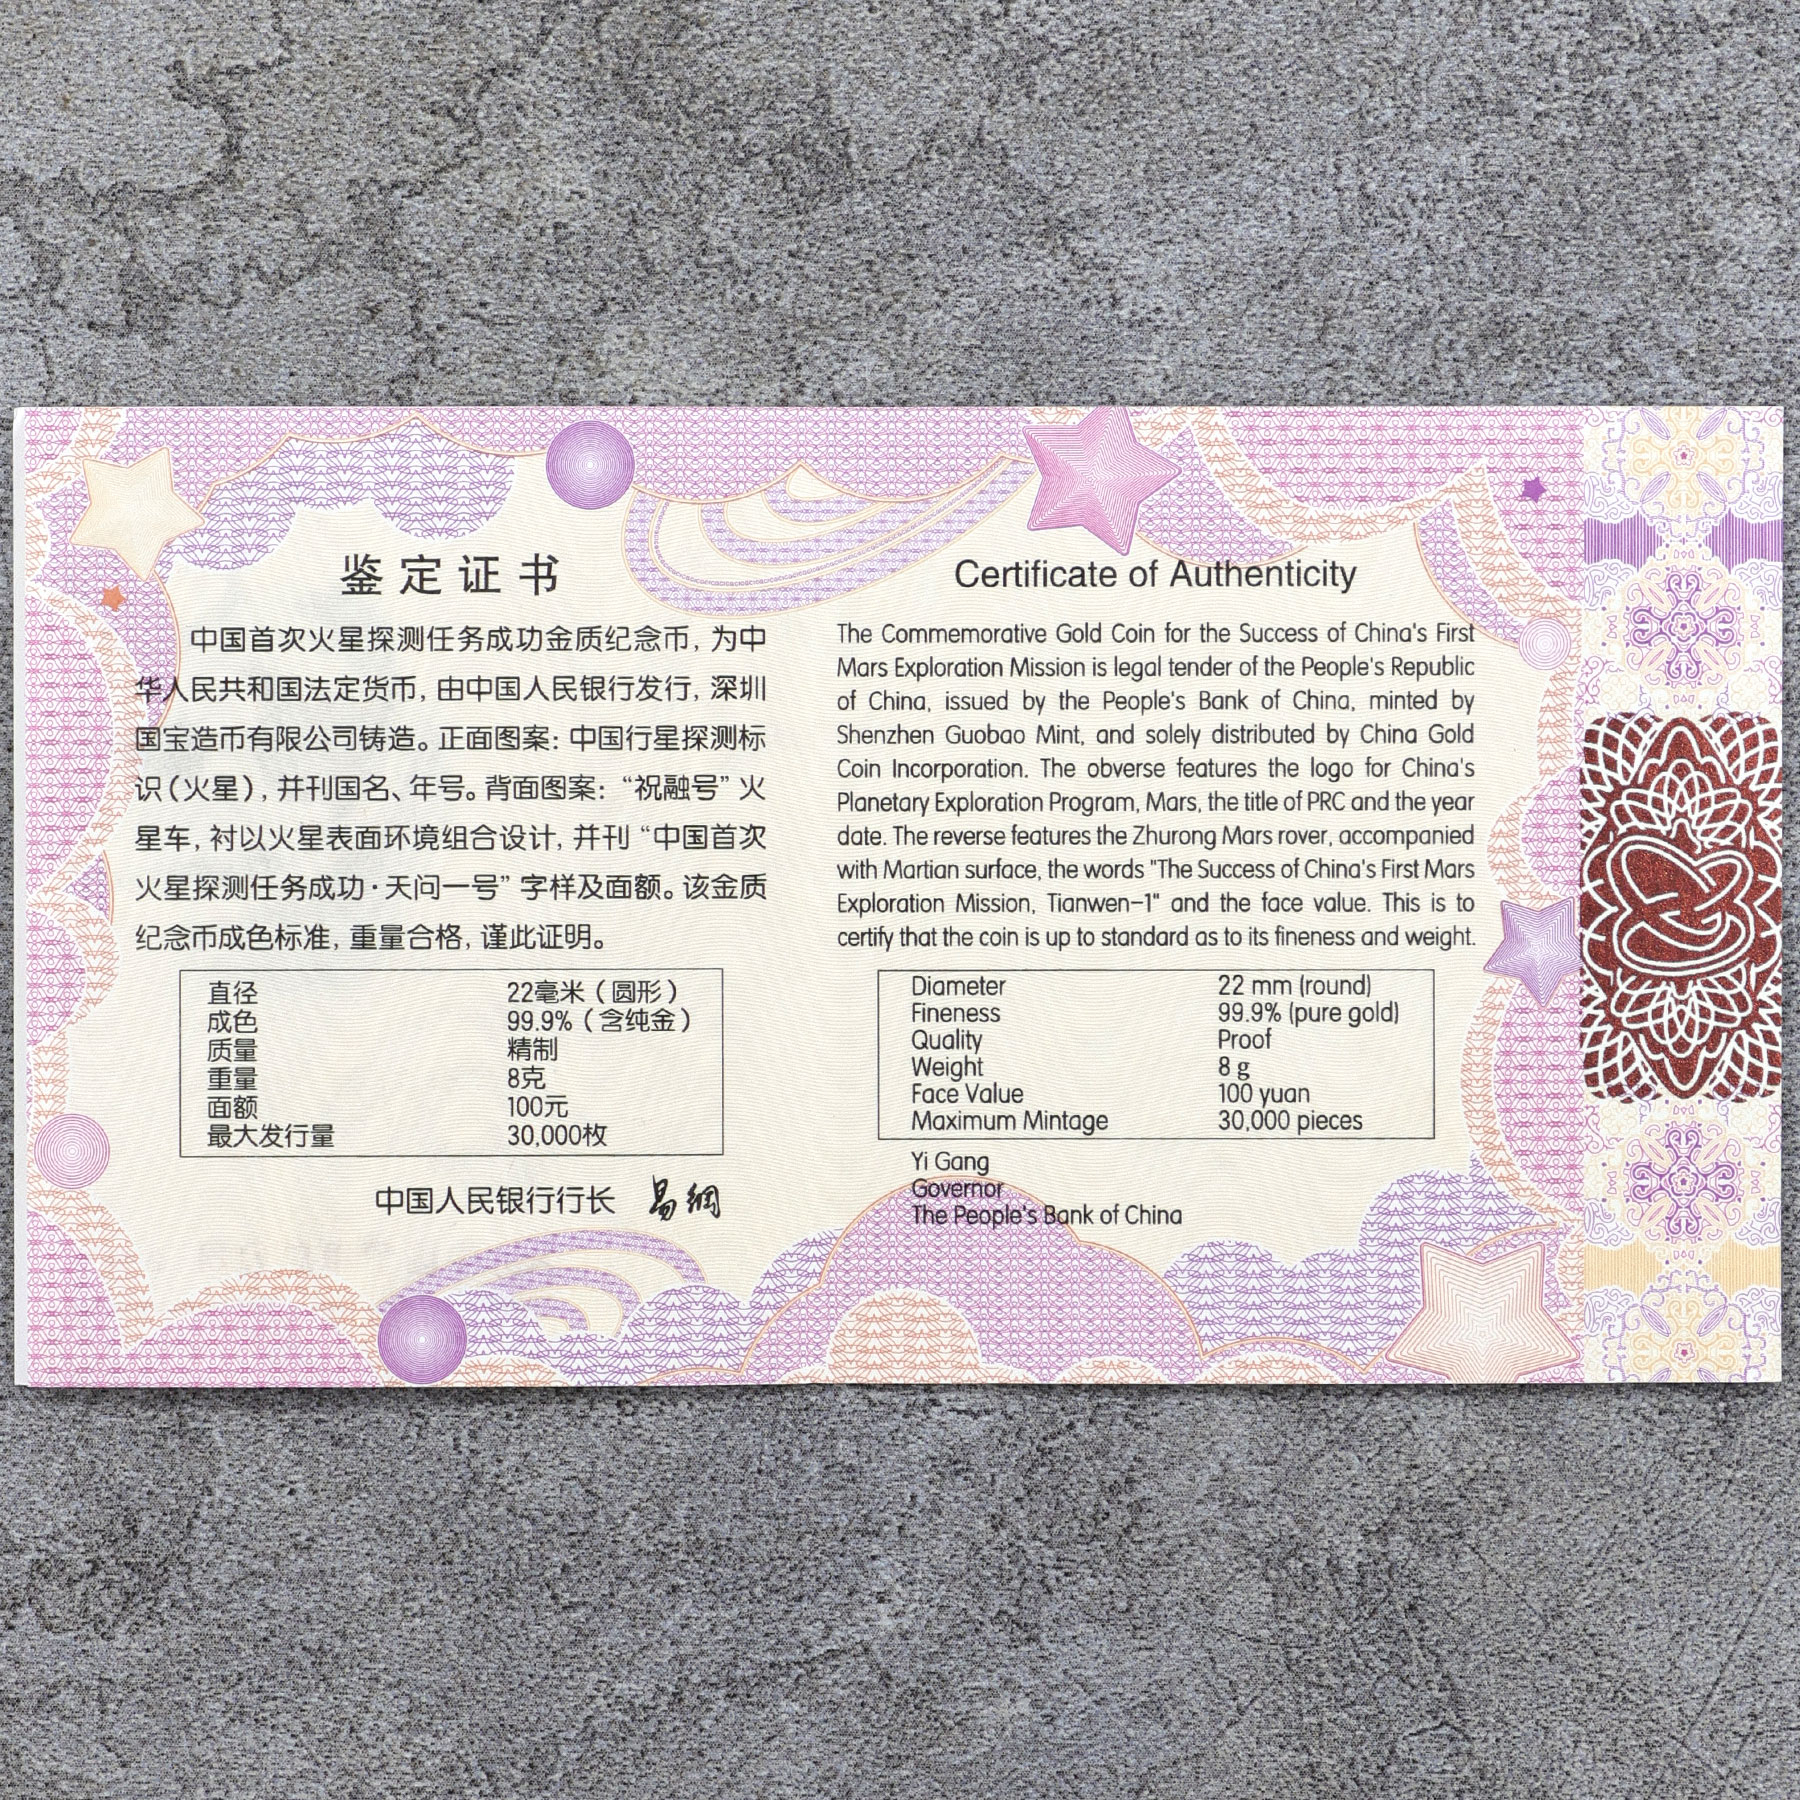 鉴定证书
中国首次火星探测任务成功金质纪念币, 为中
华人民共和国法定货币, 由中国人民银行发行, 深圳
国宝造币有限公司铸造。正面图案: 中国行星探测标
识(火星), 并刊国名、年号。背面图案: “祝融号” 火
星车, 衬以火星表面环境组合设计, 并刊 “中国首次
火星探测任务成功·天问一号” 字样及面额。该金质
纪念币成色标准, 重量合格, 谨此证明。
直径 22毫米（圆形）
成色 99.9%（含纯金）
质量 精制
重量 8克
面额 100元
最大发行量 30,000枚
中国人民银行行长 易纲
Certificate of Authenticity
The Commemorative Gold Coin for the Success of China's First
Mars Exploration Mission is legal tender of the People's Republic
of China, issued by the People's Bank of China, minted by
Shenzhen Guobao Mint, and solely distributed by China Gold
Coin Incorporation. The obverse features the logo for China's
Planetary Exploration Program, Mars, the title of PRC and the year
date. The reverse features the Zhurong Mars rover, accompanied
with Martian surface, the words "The Success of China's First Mars
Exploration Mission, Tianwen-1" and the face value. This is to
certify that the coin is up to standard as to its fineness and weight.
Diameter 22 mm (round)
Fineness 99.9% (pure gold)
Quality Proof
Weight 8 g
Face Value 100 yuan
Maximum Mintage 30,000 pieces
Yi Gang
Governor
The People's Bank of China